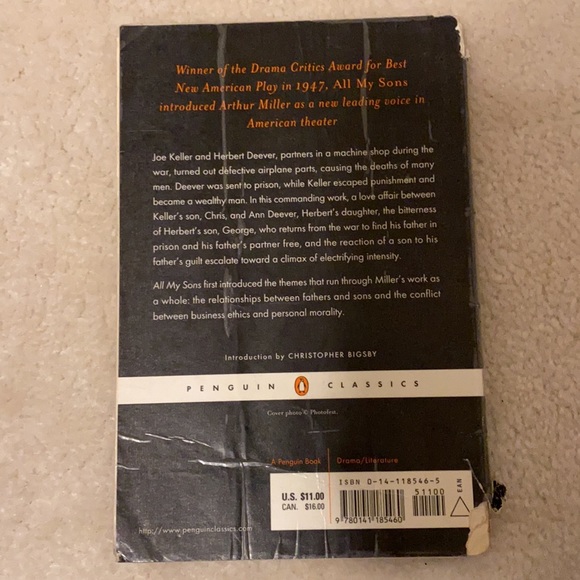 Winner of the Drama Critics Award for Best
New American Play in 1947, All My Sons
introduced Arthur Miller as a new leading voice in
American theater
Joe Keller and Herbert Deever, partners in a machine shop during the
war, turned out defective airplane parts, causing the deaths of many
men. Deever was sent to prison, while Keller escaped punishment and
became a wealthy man. In this commanding work, a love affair between
Keller's son, Chris, and Ann Deever, Herbert's daughter, the bitterness
of Herbert's son, George, who returns from the war to find his father in
prison and his father's partner free, and the reaction of a son to his
father's guilt escalate toward a climax of electrifying intensity.
All My Sons first introduced the themes that run through Miller's work as
a whole: the relationships between fathers and sons and the conflict
between business ethics and personal morality.
Introduction by CHRISTOPHER BIGSBY
PENGUIN CLASSICS
Cover photo © Photofest.
A Penguin Book
Drama/Literature
ISBN 0-14-118546-5
U.S. $11.00
CAN. $16.00
51100
EAN
9 780141 185460
http://www.penguinclassics.com